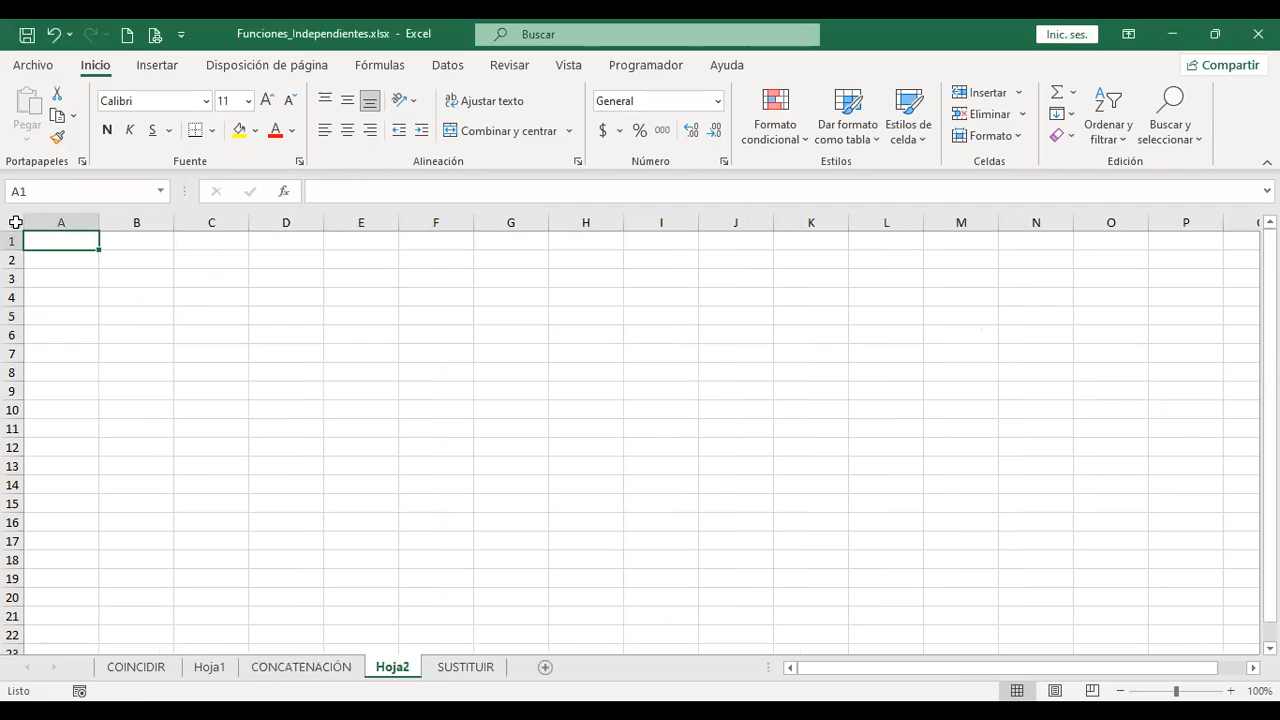 Funciones_Independientes.xlsx - Excel
Buscar
Inic. ses.
Archivo Inicio Insertar Disposición de página Fórmulas Datos Revisar Vista Programador Ayuda
Compartir
Pegar
Portapapeles
Calibri 11
N K S
Fuente
Ajustar texto
Combinar y centrar
Alineación
General
$ % 000
Número
Formato condicional
Dar formato como tabla
Estilos de celda
Estilos
Insertar
Eliminar
Formato
Celdas
Ordenar y filtrar
Buscar y seleccionar
Edición
A1
fx
A B C D E F G H I J K L M N O P
1
2
3
4
5
6
7
8
9
10
11
12
13
14
15
16
17
18
19
20
21
22
23
COINCIDIR Hoja1 CONCATENACIÓN Hoja2 SUSTITUIR
Listo
100%